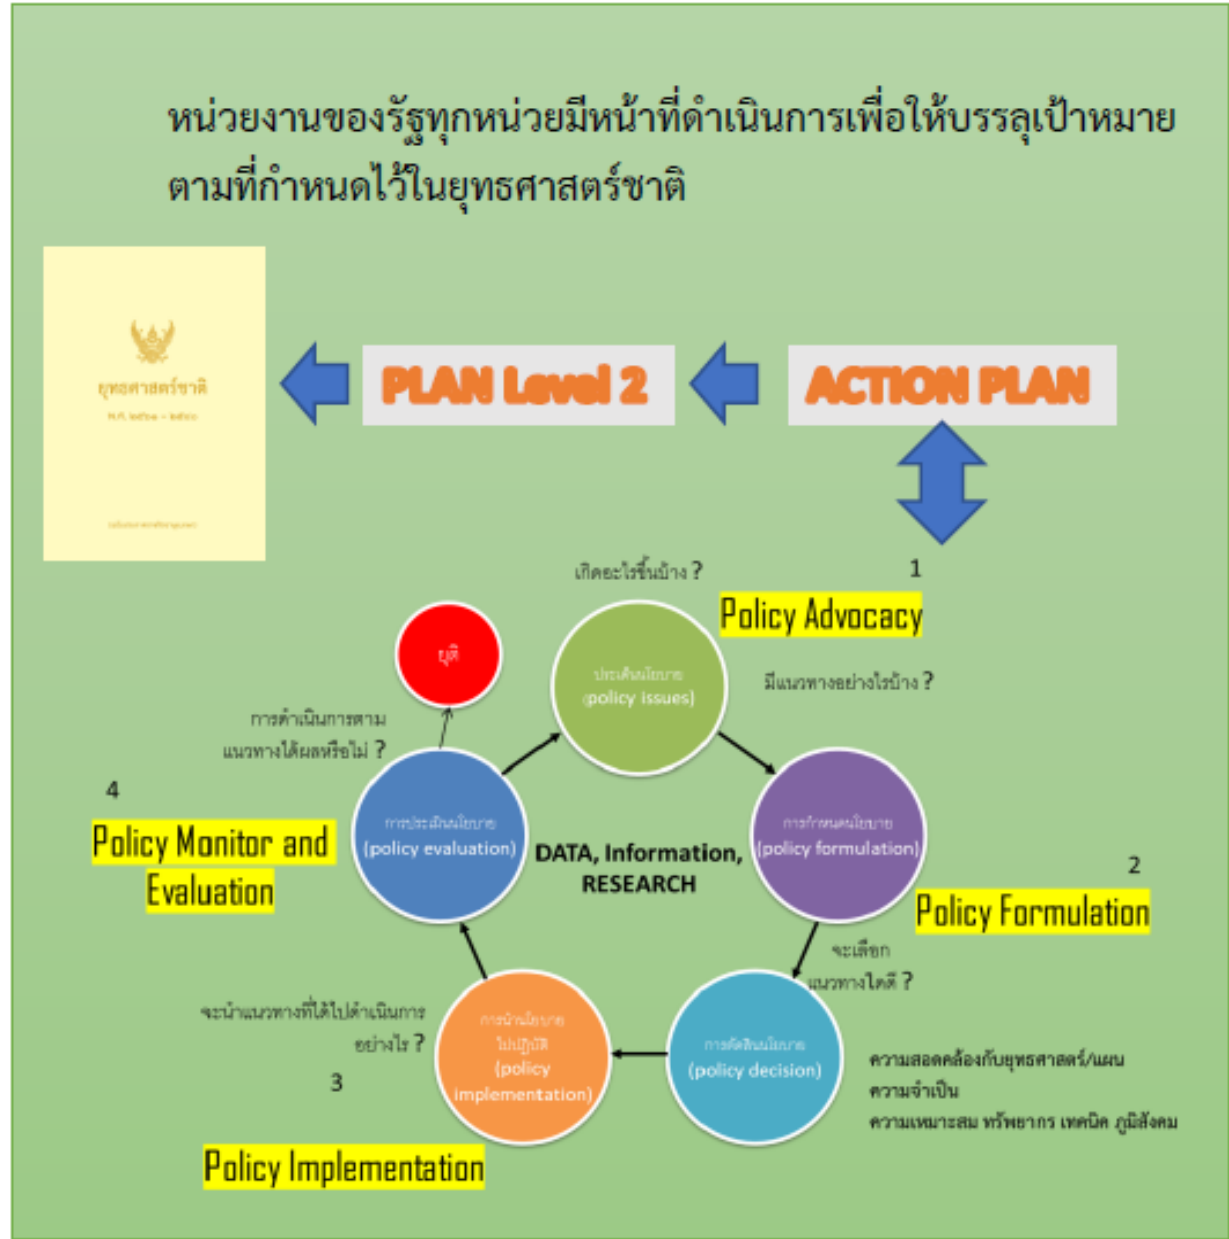 หน่วยงานของรัฐทุกหน่วยมีหน้าที่ดำเนินการเพื่อให้บรรลุเป้าหมาย
ตามที่กำหนดไว้ในยุทธศาสตร์ชาติ
ยุทธศาสตร์ชาติ
พ.ศ. ๒๕๖๑ - ๒๕๘๐
PLAN Level 2
ACTION PLAN
เกิดอะไรขึ้นบ้าง ?
1
Policy Advocacy
ยุติ
ประเด็นนโยบาย
(policy issues)
มีแนวทางอย่างไรบ้าง ?
การดำเนินการตาม
แนวทางได้ผลหรือไม่ ?
4
Policy Monitor and
Evaluation
การประเมินนโยบาย
(policy evaluation)
DATA, Information,
RESEARCH
การกำหนดนโยบาย
(policy formulation)
2
Policy Formulation
จะเลือก
แนวทางใดดี ?
จะนำแนวทางที่ได้ไปดำเนินการ
อย่างไร ?
3
การนำนโยบาย
ไปปฏิบัติ
(policy
implementation)
การตัดสินนโยบาย
(policy decision)
ความสอดคล้องกับยุทธศาสตร์/แผน
ความจำเป็น
ความเหมาะสม ทรัพยากร เทคนิค ภูมิสังคม
Policy Implementation